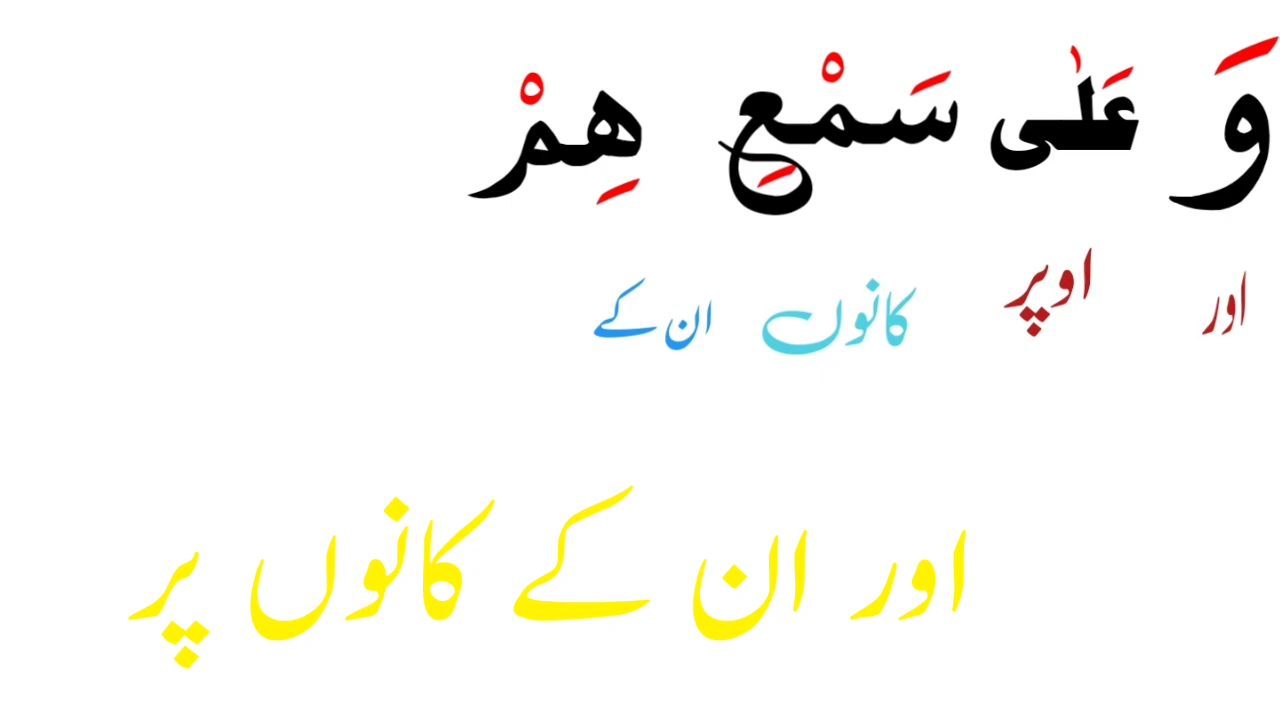 وَ عَلٰى سَمْعِ هِمْ
اور اوپر کانوں ان کے
اور ان کے کانوں پر